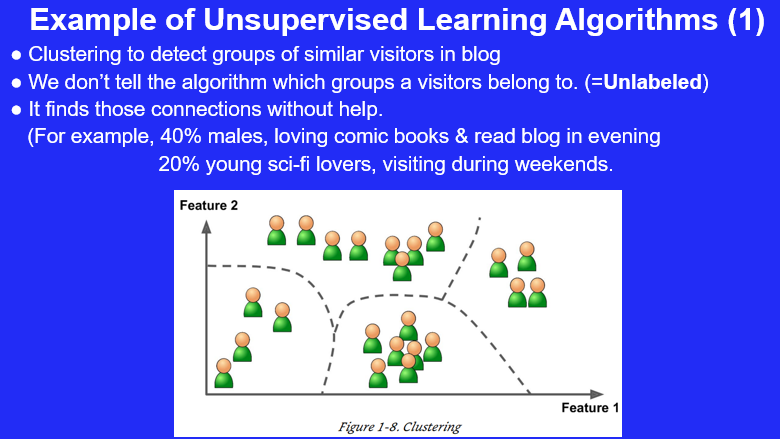 Example of Unsupervised Learning Algorithms (1)
● Clustering to detect groups of similar visitors in blog
● We don’t tell the algorithm which groups a visitors belong to. (=Unlabeled)
● It finds those connections without help.
(For example, 40% males, loving comic books & read blog in evening
20% young sci-fi lovers, visiting during weekends.
Feature 2
Feature 1
Figure 1-8. Clustering